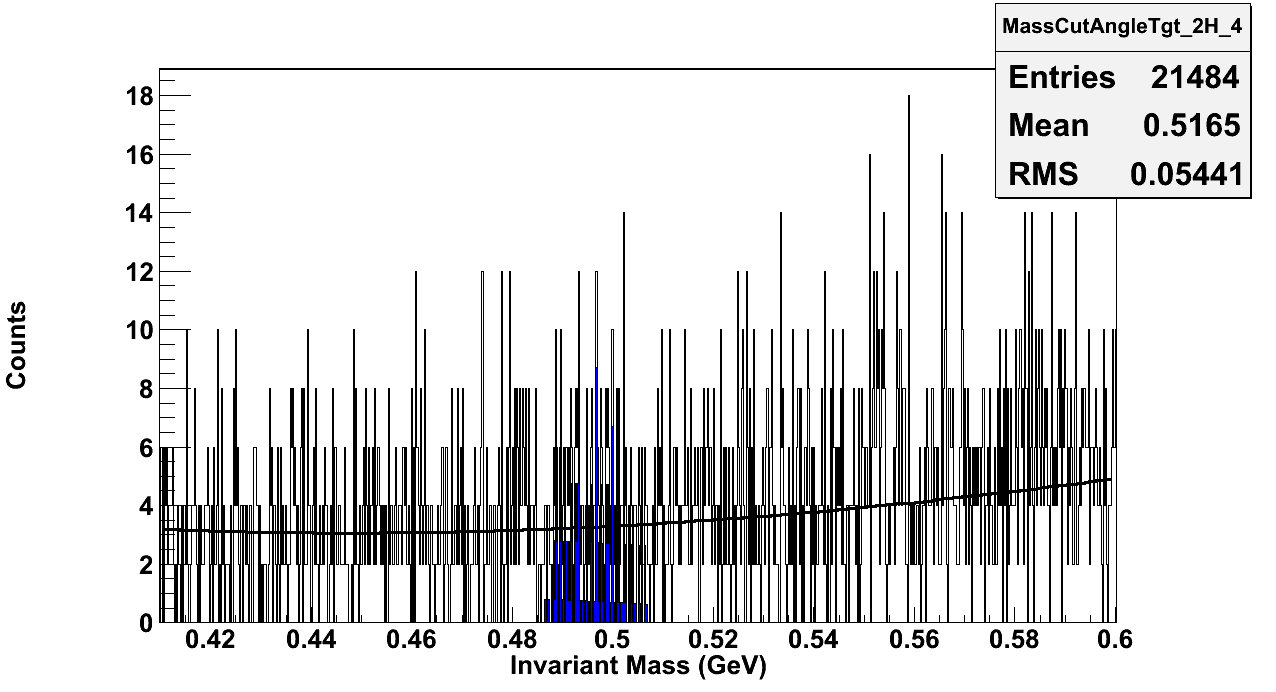 MassCutAngleTgt_2H_4
Entries 21484
Mean 0.5165
RMS 0.05441
Counts
18
16
14
12
10
8
6
4
2
0
0.42 0.44 0.46 0.48 0.5 0.52 0.54 0.56 0.58 0.6
Invariant Mass (GeV)